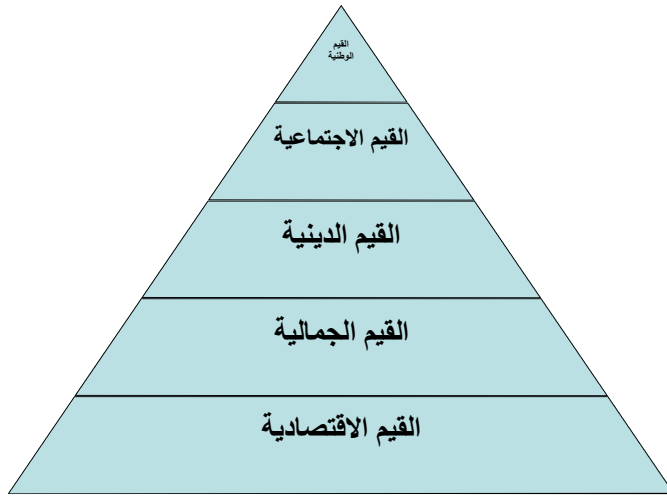 القيم
الوطنية
القيم الاجتماعية
القيم الدينية
القيم الجمالية
القيم الاقتصادية